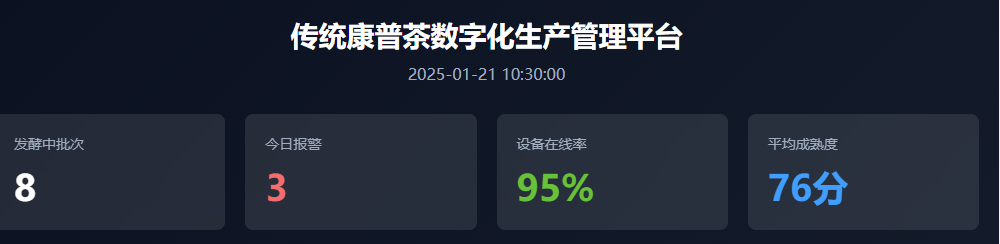 传统康普茶数字化生产管理平台
2025-01-21 10:30:00
发酵中批次
8
今日报警
3
设备在线率
95%
平均成熟度
76分